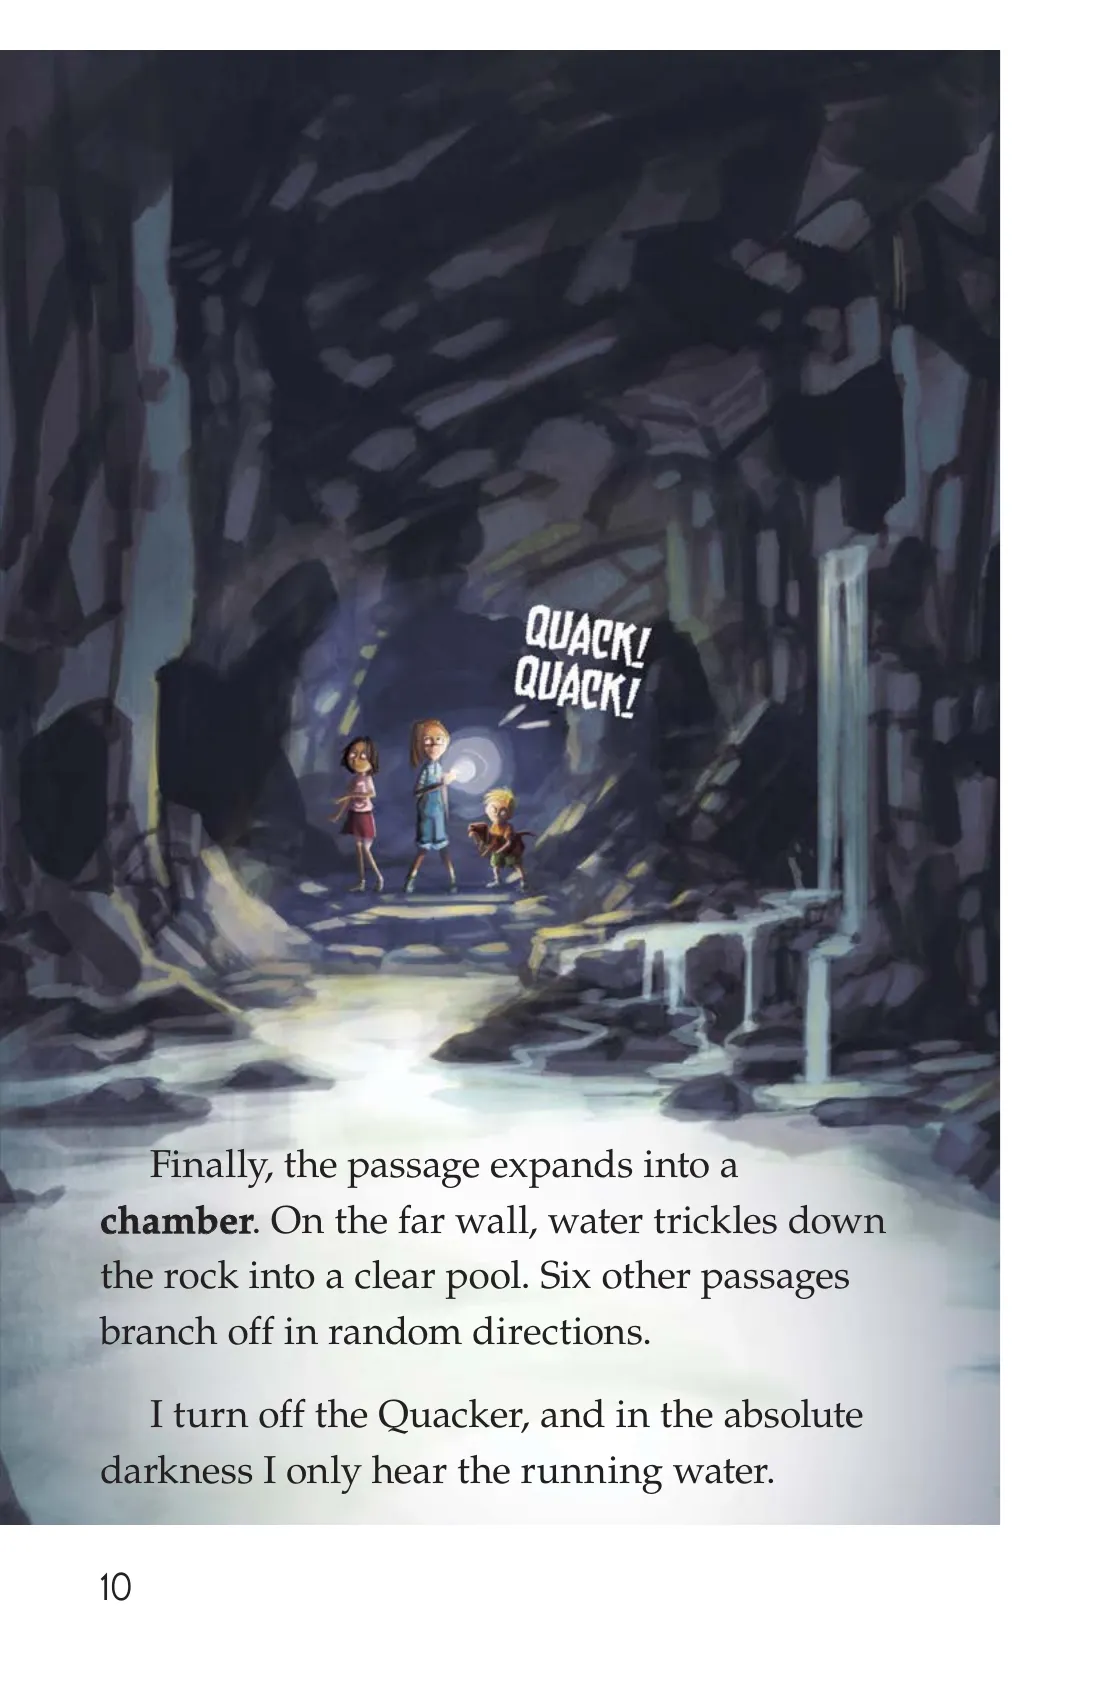 QUACK!
QUACK!
Finally, the passage expands into a
chamber. On the far wall, water trickles down
the rock into a clear pool. Six other passages
branch off in random directions.
I turn off the Quacker, and in the absolute
darkness I only hear the running water.
10